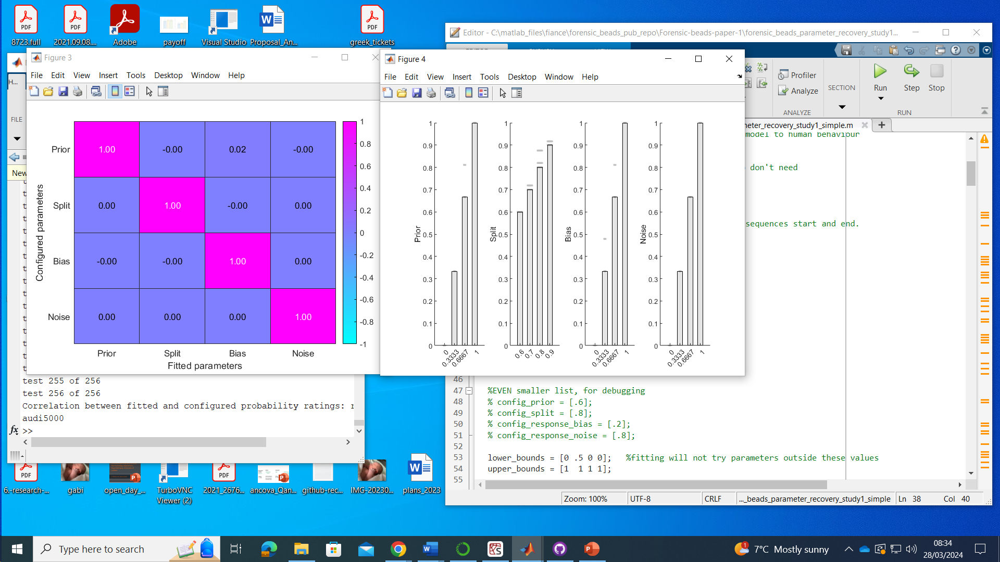 8723.full
2021.09.08....
Adobe
payoff
Visual Studio
Proposal_An...
greek_tickets
Editor - C:\matlab_files\fiance\forensic_beads_pub_repo\Forensic-beads-paper-1\forensic_beads_parameter_recovery_study1...
Figure 3
File Edit View Insert Tools Desktop Window Help
Configured parameters
Prior 1.00 -0.00 0.02 -0.00
Split 0.00 1.00 -0.00 0.00
Bias -0.00 -0.00 1.00 0.00
Noise 0.00 0.00 0.00 1.00
Prior Split Bias Noise
Fitted parameters
1
0.8
0.6
0.4
0.2
0
-0.2
-0.4
-0.6
-0.8
-1
Figure 4
File Edit View Insert Tools Desktop Window Help
Prior
1
0.9
0.8
0.7
0.6
0.5
0.4
0.3
0.2
0.1
0
0 0.3333 0.6667 1
Split
1
0.9
0.8
0.7
0.6
0.5
0.4
0.3
0.2
0.1
0
0.6 0.7 0.8 0.9
Bias
1
0.9
0.8
0.7
0.6
0.5
0.4
0.3
0.2
0.1
0
0 0.3333 0.6667 1
Noise
1
0.9
0.8
0.7
0.6
0.5
0.4
0.3
0.2
0.1
0
0 0.3333 0.6667 1
H...
FILE
New
test 255 of 256
test 256 of 256
Correlation between fitted and configured probability ratings: r
audi5000
fx >>
Profiler
Analyze
ANALYZE
SECTION
Run
Step
Stop
RUN
meter_recovery_study1_simple.m
model to human behaviour
don't need
sequences start and end.
46
47 %EVEN smaller list, for debugging
48 % config_prior = [.6];
49 % config_split = [.8];
50 % config_response_bias = [.2];
51 % config_response_noise = [.8];
52
53 lower_bounds = [0 .5 0 0]; %fitting will not try parameters outside these values
54 upper_bounds = [1 1 1 1];
55
Zoom: 100% UTF-8 CRLF ..._beads_parameter_recovery_study1_simple Ln 38 Col 40
6.-research-...
gabi
open_day_...
TurboVNC Viewer (2)
2021_2676...
ancova_Qan...
github-rec...
IMG-20230...
plans_2023
Type here to search
1
7°C Mostly sunny
08:34
28/03/2024